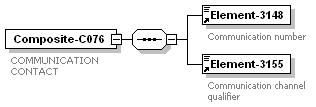 Element-3148
Communication number
Composite-C076
COMMUNICATION
CONTACT
Element-3155
Communication channel
qualifier